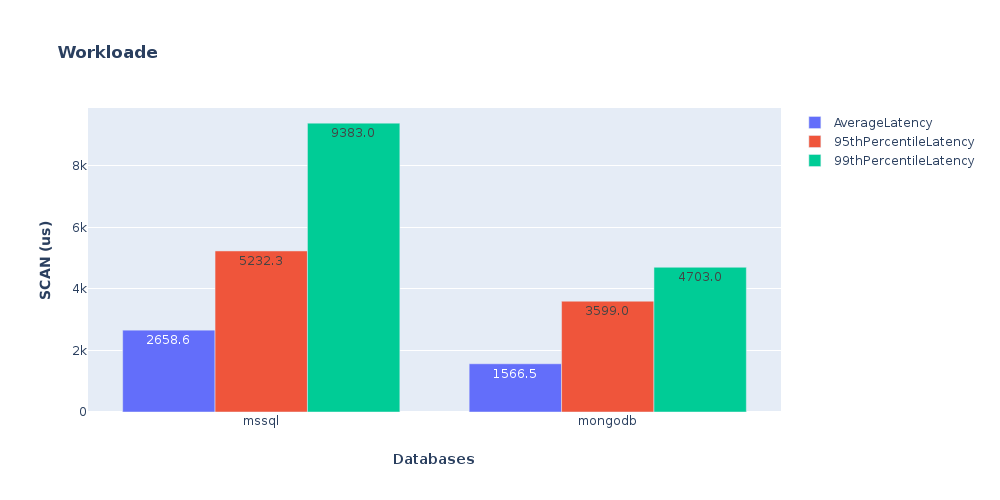 Workloade
9383.0
5232.3
2658.6
4703.0
3599.0
1566.5
8k
6k
4k
2k
0
SCAN (us)
mssql
mongodb
Databases
AverageLatency
95thPercentileLatency
99thPercentileLatency